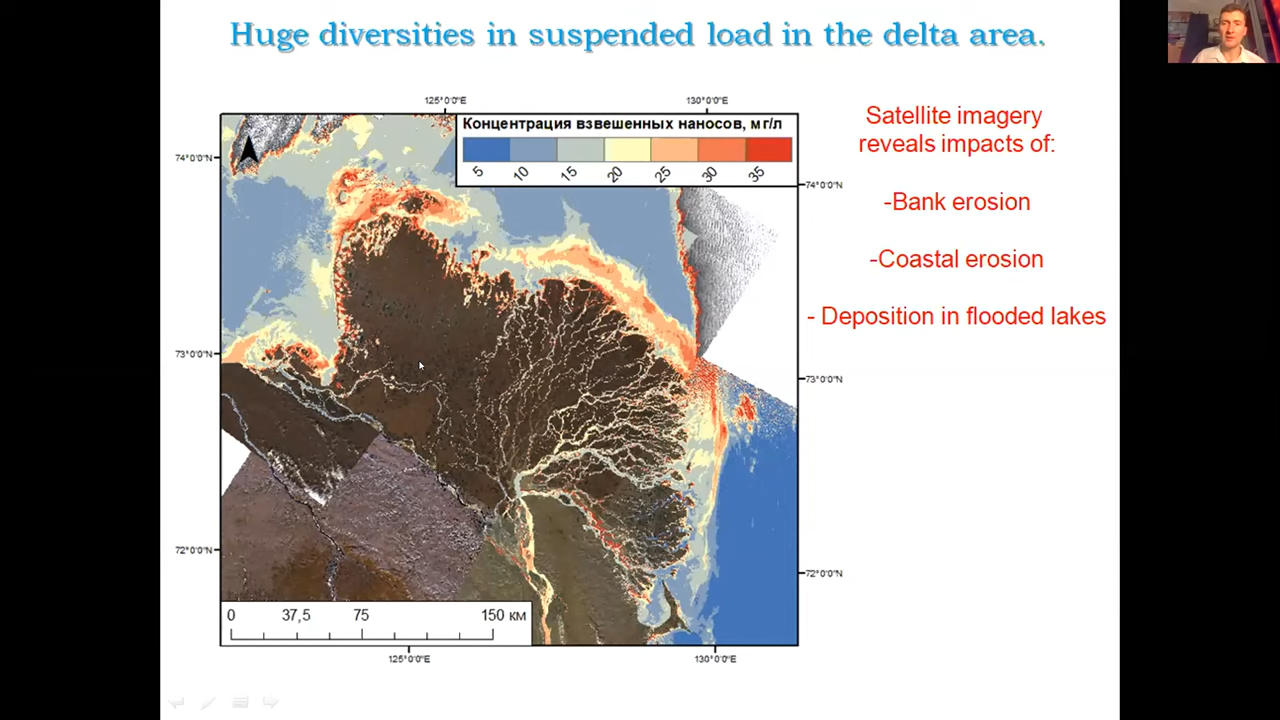 Huge diversities in suspended load in the delta area.
125°0'0"E
130°0'0"E
Концентрация взвешенных наносов, мг/л
5 10 15 20 25 30 35
74°0'0"N
74°0'0"N
73°0'0"N
73°0'0"N
72°0'0"N
72°0'0"N
0 37,5 75 150 км
125°0'0"E
130°0'0"E
Satellite imagery
reveals impacts of:
-Bank erosion
-Coastal erosion
- Deposition in flooded lakes